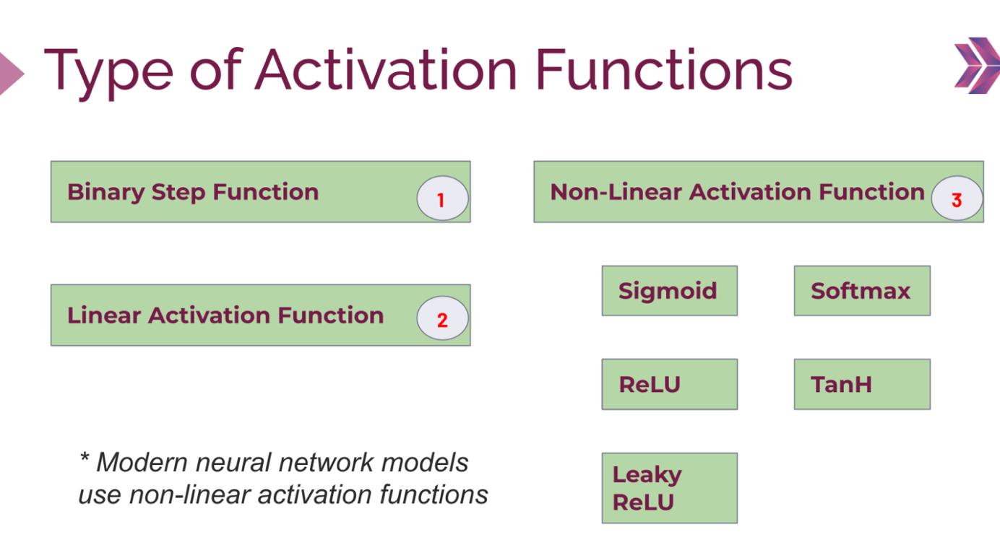 Type of Activation Functions
Binary Step Function
1
Linear Activation Function
2
* Modern neural network models
use non-linear activation functions
Non-Linear Activation Function
3
Sigmoid
Softmax
ReLU
TanH
Leaky
ReLU